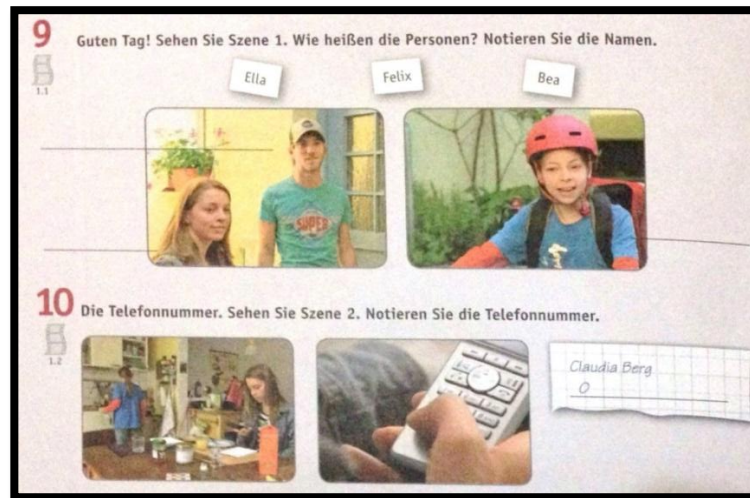 9
Guten Tag! Sehen Sie Szene 1. Wie heißen die Personen? Notieren Sie die Namen.
1.1
Ella
Felix
Bea
SUPER
10
Die Telefonnummer. Sehen Sie Szene 2. Notieren Sie die Telefonnummer.
1.2
Claudia Berg
0